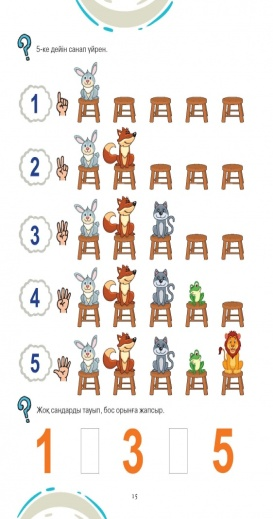 5-ке дейін санап үйрен.
1
2
3
4
5
Жоқ сандарды тауып, бос орынға жапсыр.
1 3 5
15